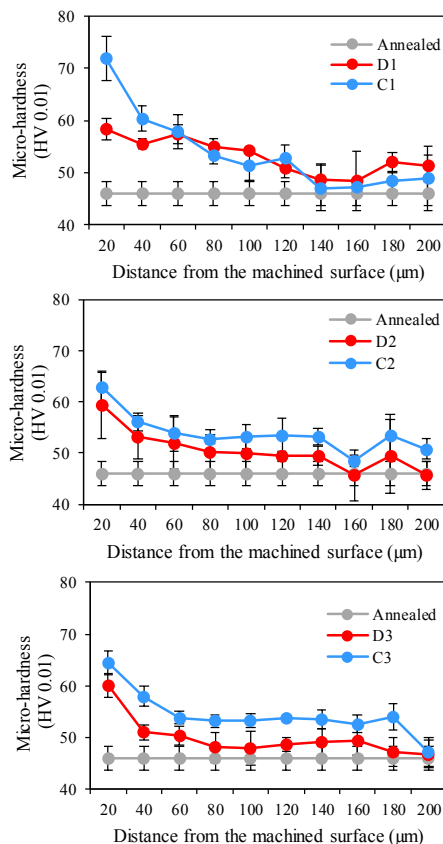 80
70
60
50
40
Micro-hardness
(HV 0.01)
Annealed
D1
C1
20 40 60 80 100 120 140 160 180 200
Distance from the machined surface (μm)
80
70
60
50
40
Micro-hardness
(HV 0.01)
Annealed
D2
C2
20 40 60 80 100 120 140 160 180 200
Distance from the machined surface (μm)
80
70
60
50
40
Micro-hardness
(HV 0.01)
Annealed
D3
C3
20 40 60 80 100 120 140 160 180 200
Distance from the machined surface (μm)